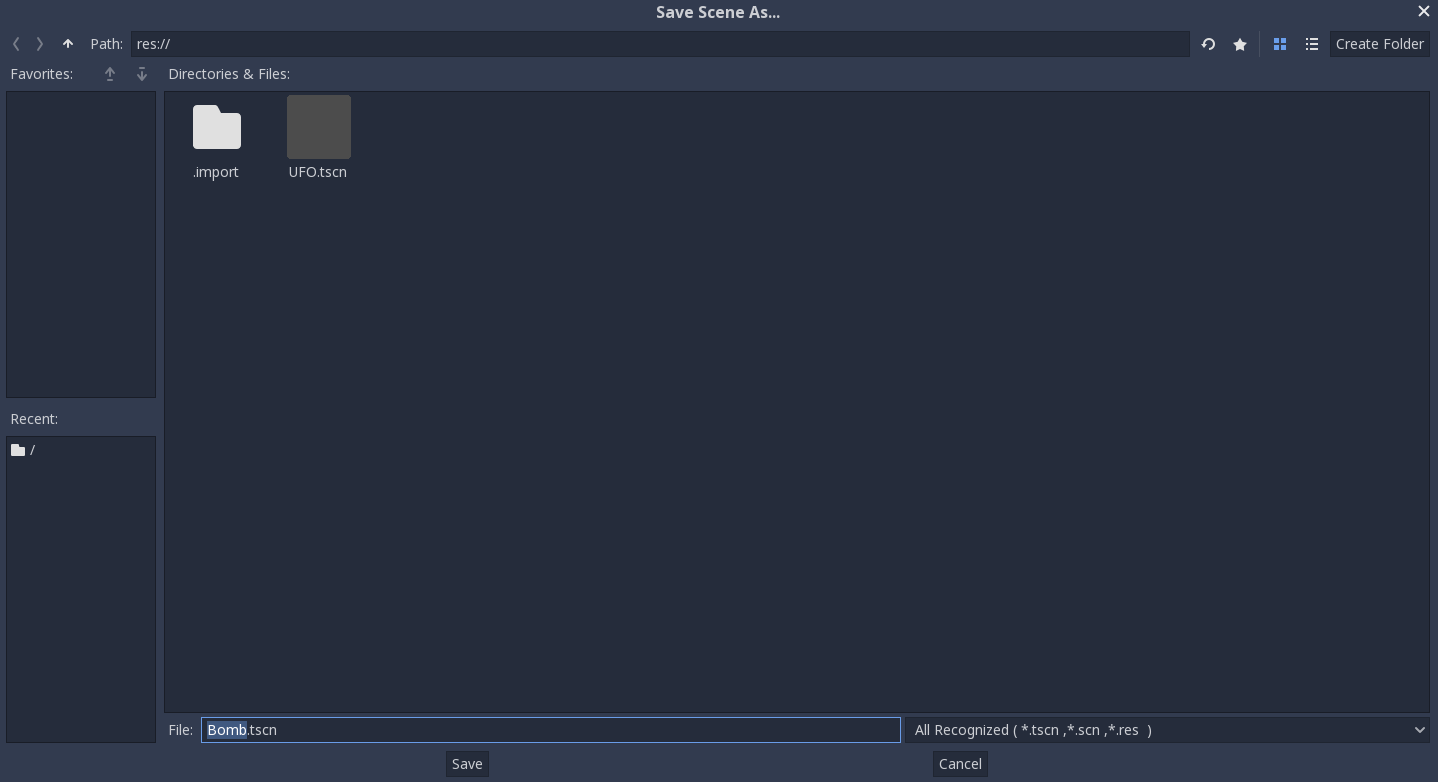 Save Scene As...
Path: res:// Create Folder
Favorites: Directories & Files:
.import UFO.tscn
Recent:
/
File: Bomb.tscn All Recognized ( *.tscn ,*.scn ,*.res )
Save Cancel